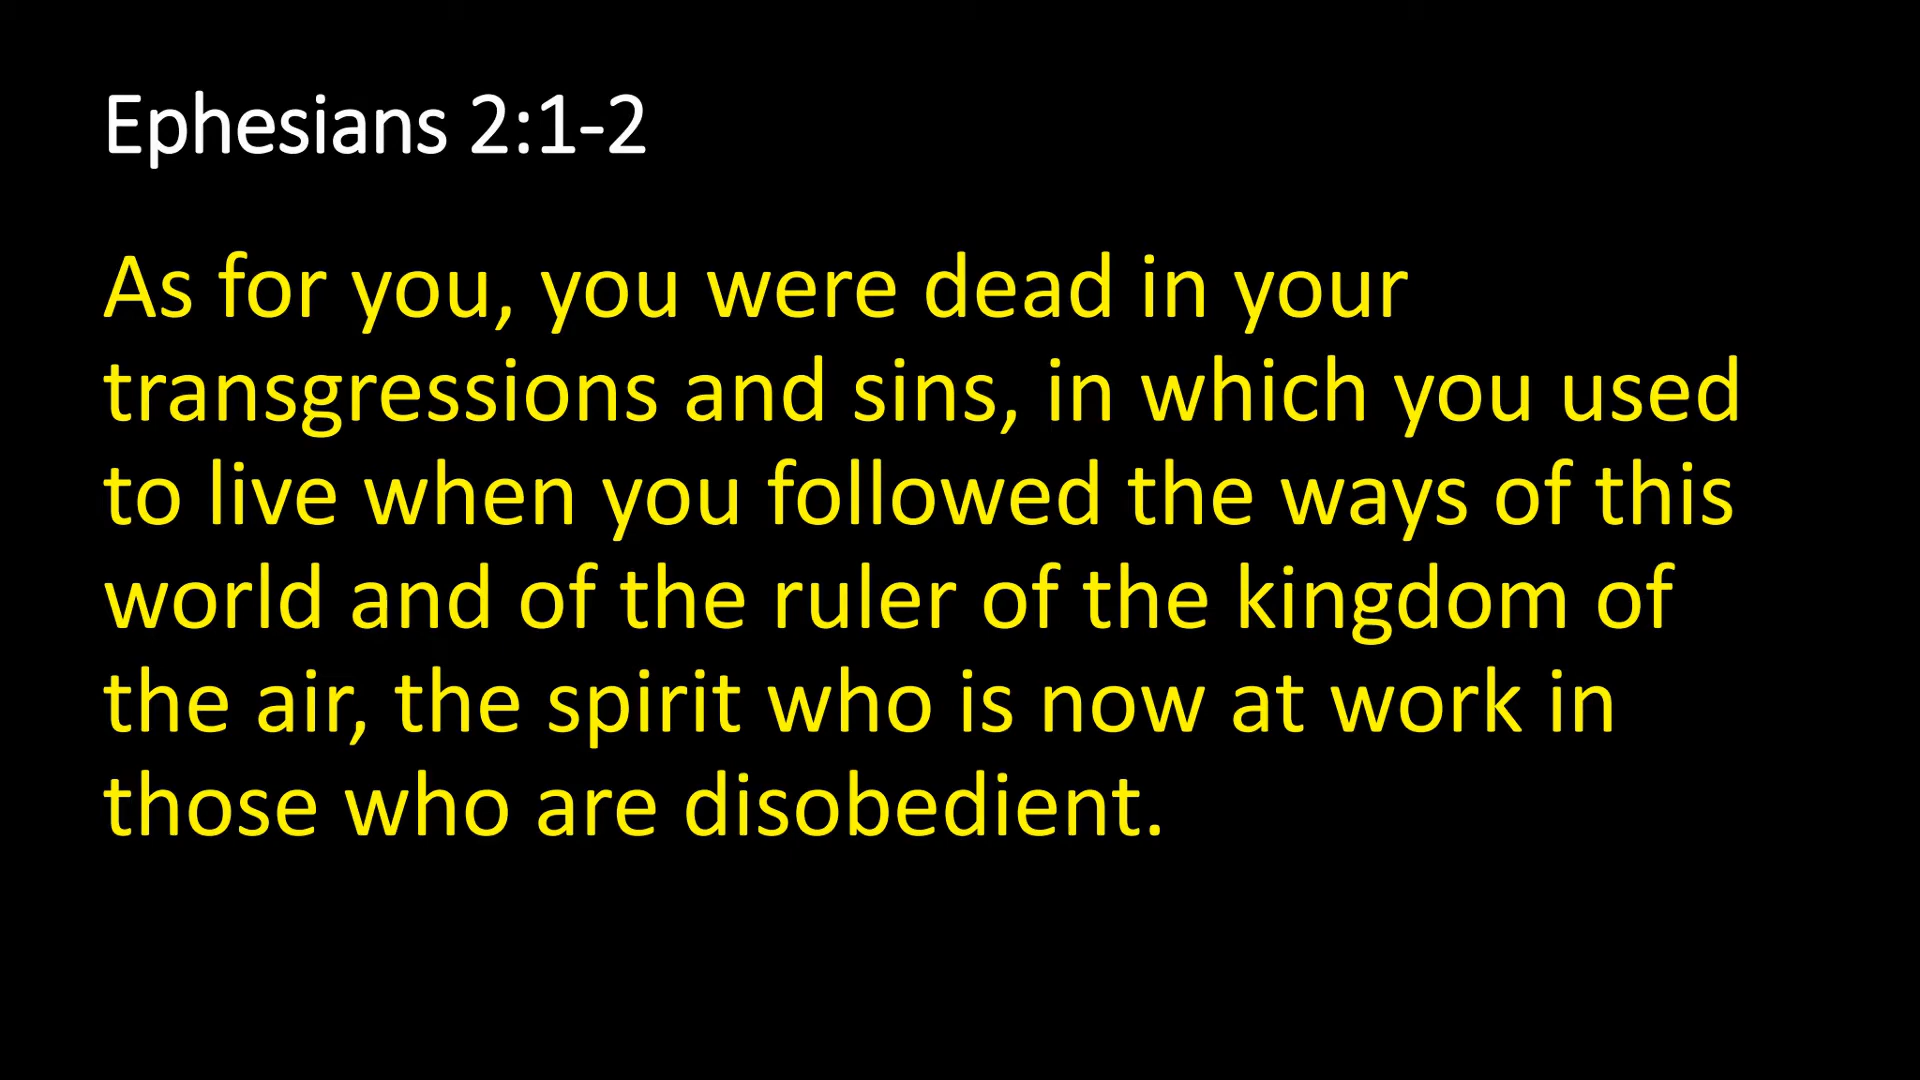 Ephesians 2:1-2
As for you, you were dead in your
transgressions and sins, in which you used
to live when you followed the ways of this
world and of the ruler of the kingdom of
the air, the spirit who is now at work in
those who are disobedient.